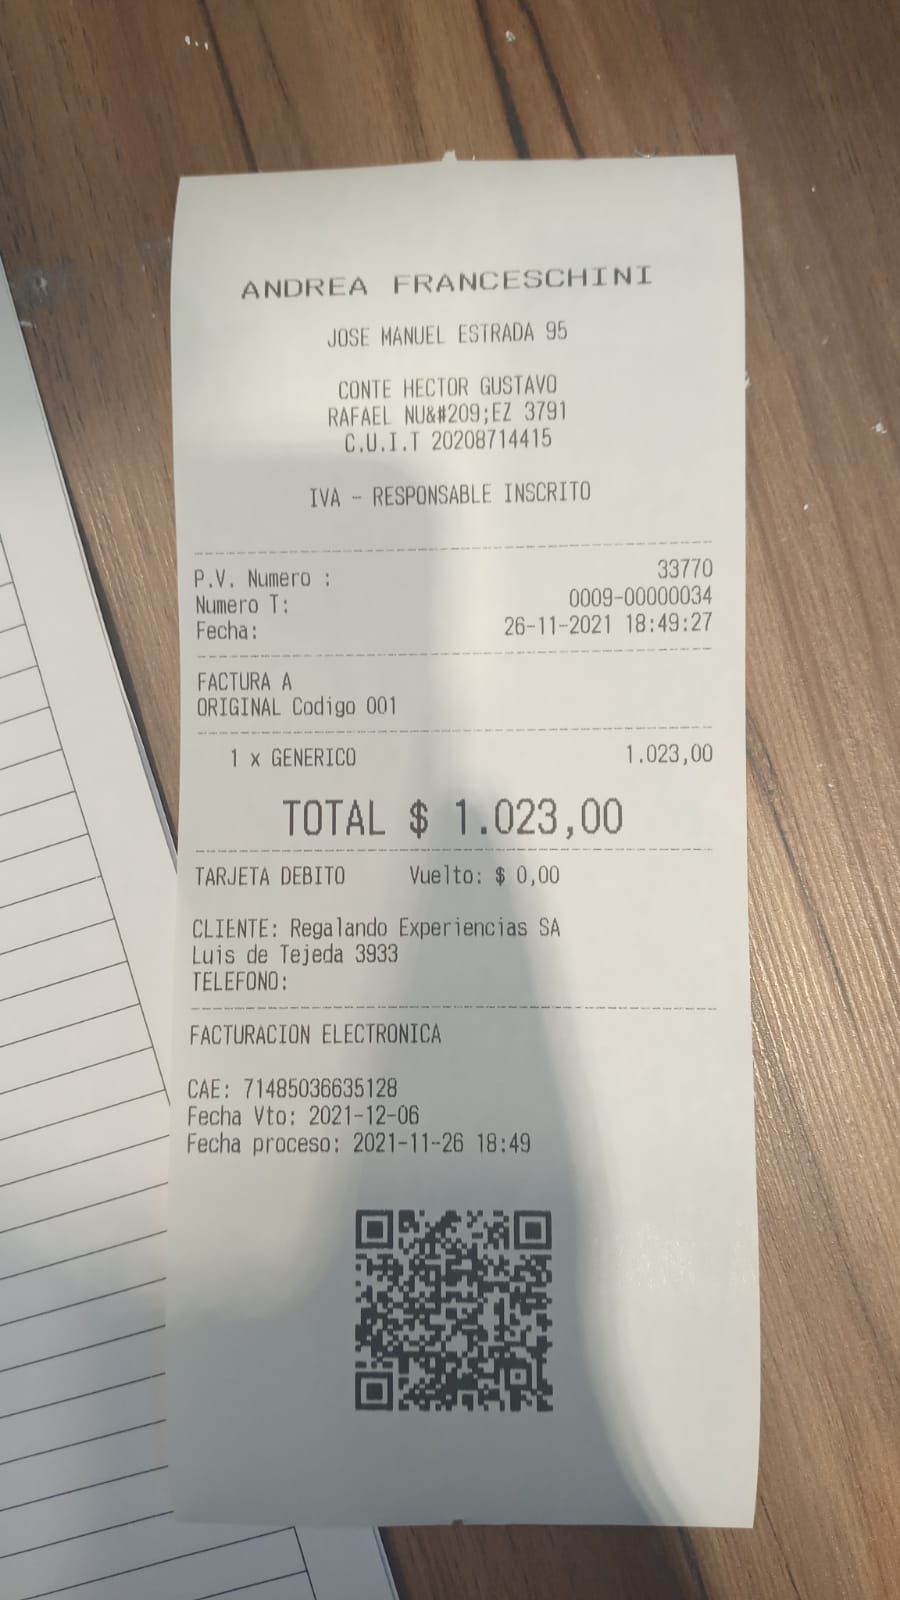 ANDREA FRANCESCHINI
JOSE MANUEL ESTRADA 95
CONTE HECTOR GUSTAVO
RAFAEL NU&#209;EZ 3791
C.U.I.T 20208714415
IVA - RESPONSABLE INSCRITO
P.V. Numero : 33770
Numero T: 0009-00000034
Fecha: 26-11-2021 18:49:27
FACTURA A
ORIGINAL Codigo 001
1 x GENERICO 1.023,00
TOTAL $ 1.023,00
TARJETA DEBITO Vuelto: $ 0,00
CLIENTE: Regalando Experiencias SA
Luis de Tejeda 3933
TELEFONO:
FACTURACION ELECTRONICA
CAE: 71485036635128
Fecha Vto: 2021-12-06
Fecha proceso: 2021-11-26 18:49